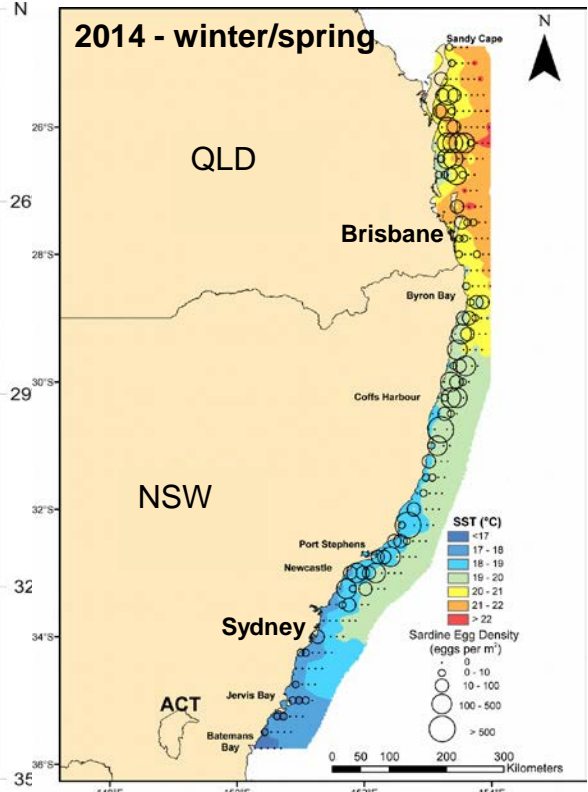 N
2014 - winter/spring
N
Sandy Cape
26°S
QLD
26
Brisbane
28°S
Byron Bay
29
30°S
Coffs Harbour
NSW
SST (°C)
<17
17 - 18
18 - 19
19 - 20
20 - 21
21 - 22
> 22
32°S
Port Stephens
Newcastle
32
Sydney
34°S
Sardine Egg Density
(eggs per m²)
0
0 - 10
10 - 100
100 - 500
> 500
ACT
Jervis Bay
Batemans
Bay
36°S
35
0 50 100 200 300
Kilometers